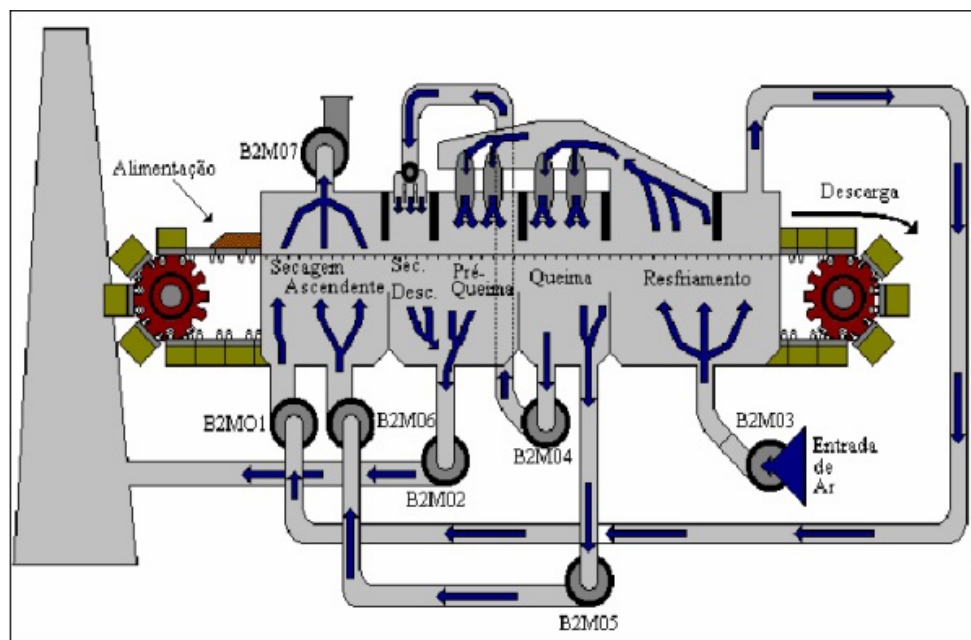 B2M07
Alimentação
Descarga
Secagem
Ascendente
Sec.
Desc.
Pré-
Queima
Queima
Resfriamento
B2MO1
B2M06
B2M02
B2M04
B2M03
Entrada
de
Ar
B2M05